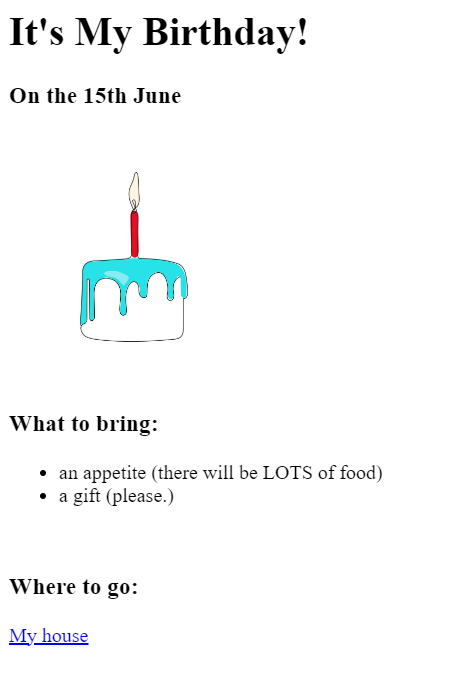 It's My Birthday!
On the 15th June
What to bring:
an appetite (there will be LOTS of food)
a gift (please.)
Where to go:
My house